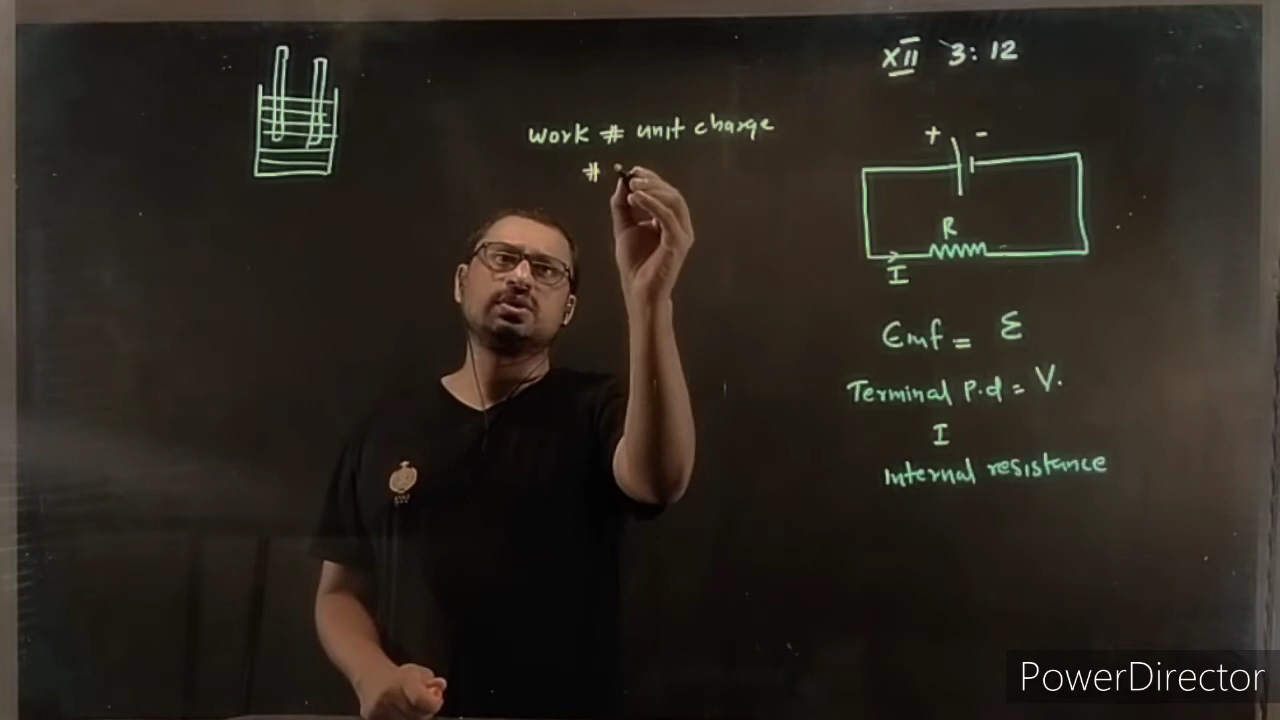 XII 3:12
work # unit charge
#
+ -
R
I
Emf = ε
Terminal P.d = V.
I
Internal resistance
PowerDirector